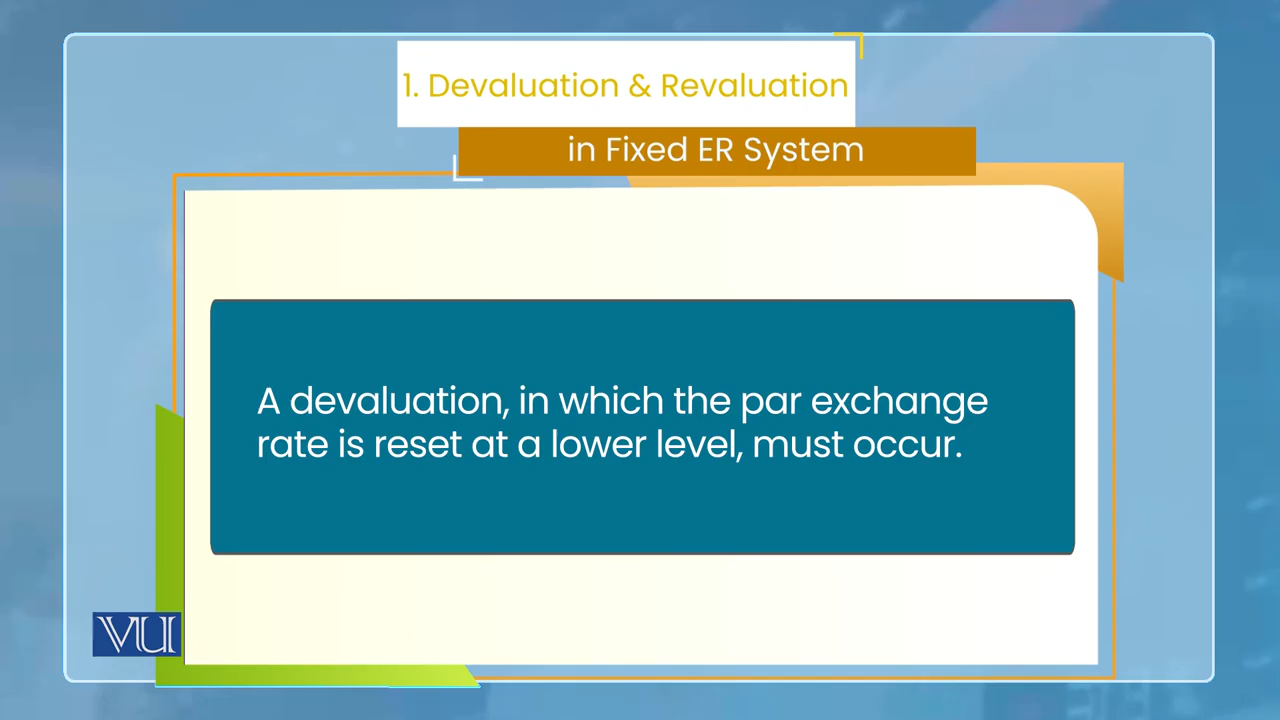 1. Devaluation & Revaluation
in Fixed ER System
A devaluation, in which the par exchange
rate is reset at a lower level, must occur.
VU